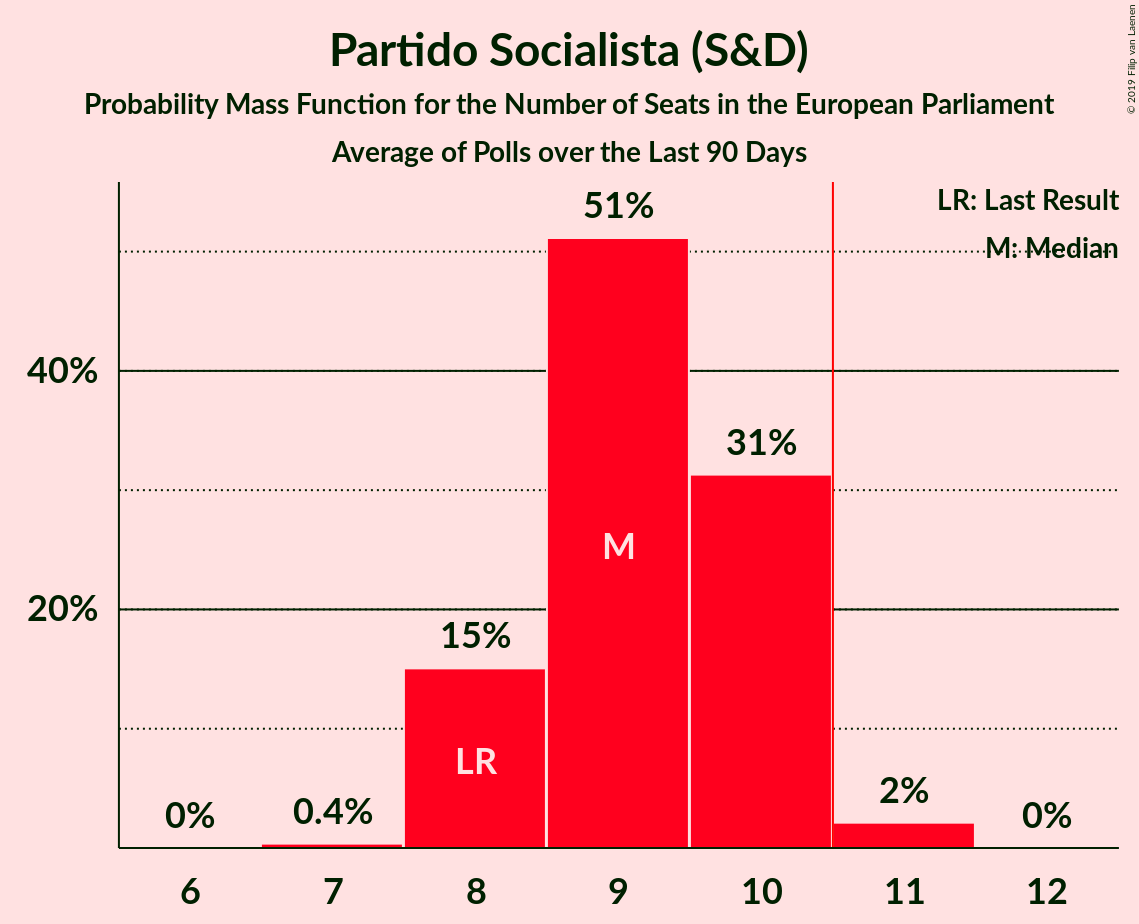 Partido Socialista (S&D)
Probability Mass Function for the Number of Seats in the European Parliament
Average of Polls over the Last 90 Days
© 2019 Filip van Laenen
LR: Last Result
M: Median
51%
40%
31%
M
20%
15%
LR
0%
0.4%
2%
0%
6 7 8 9 10 11 12